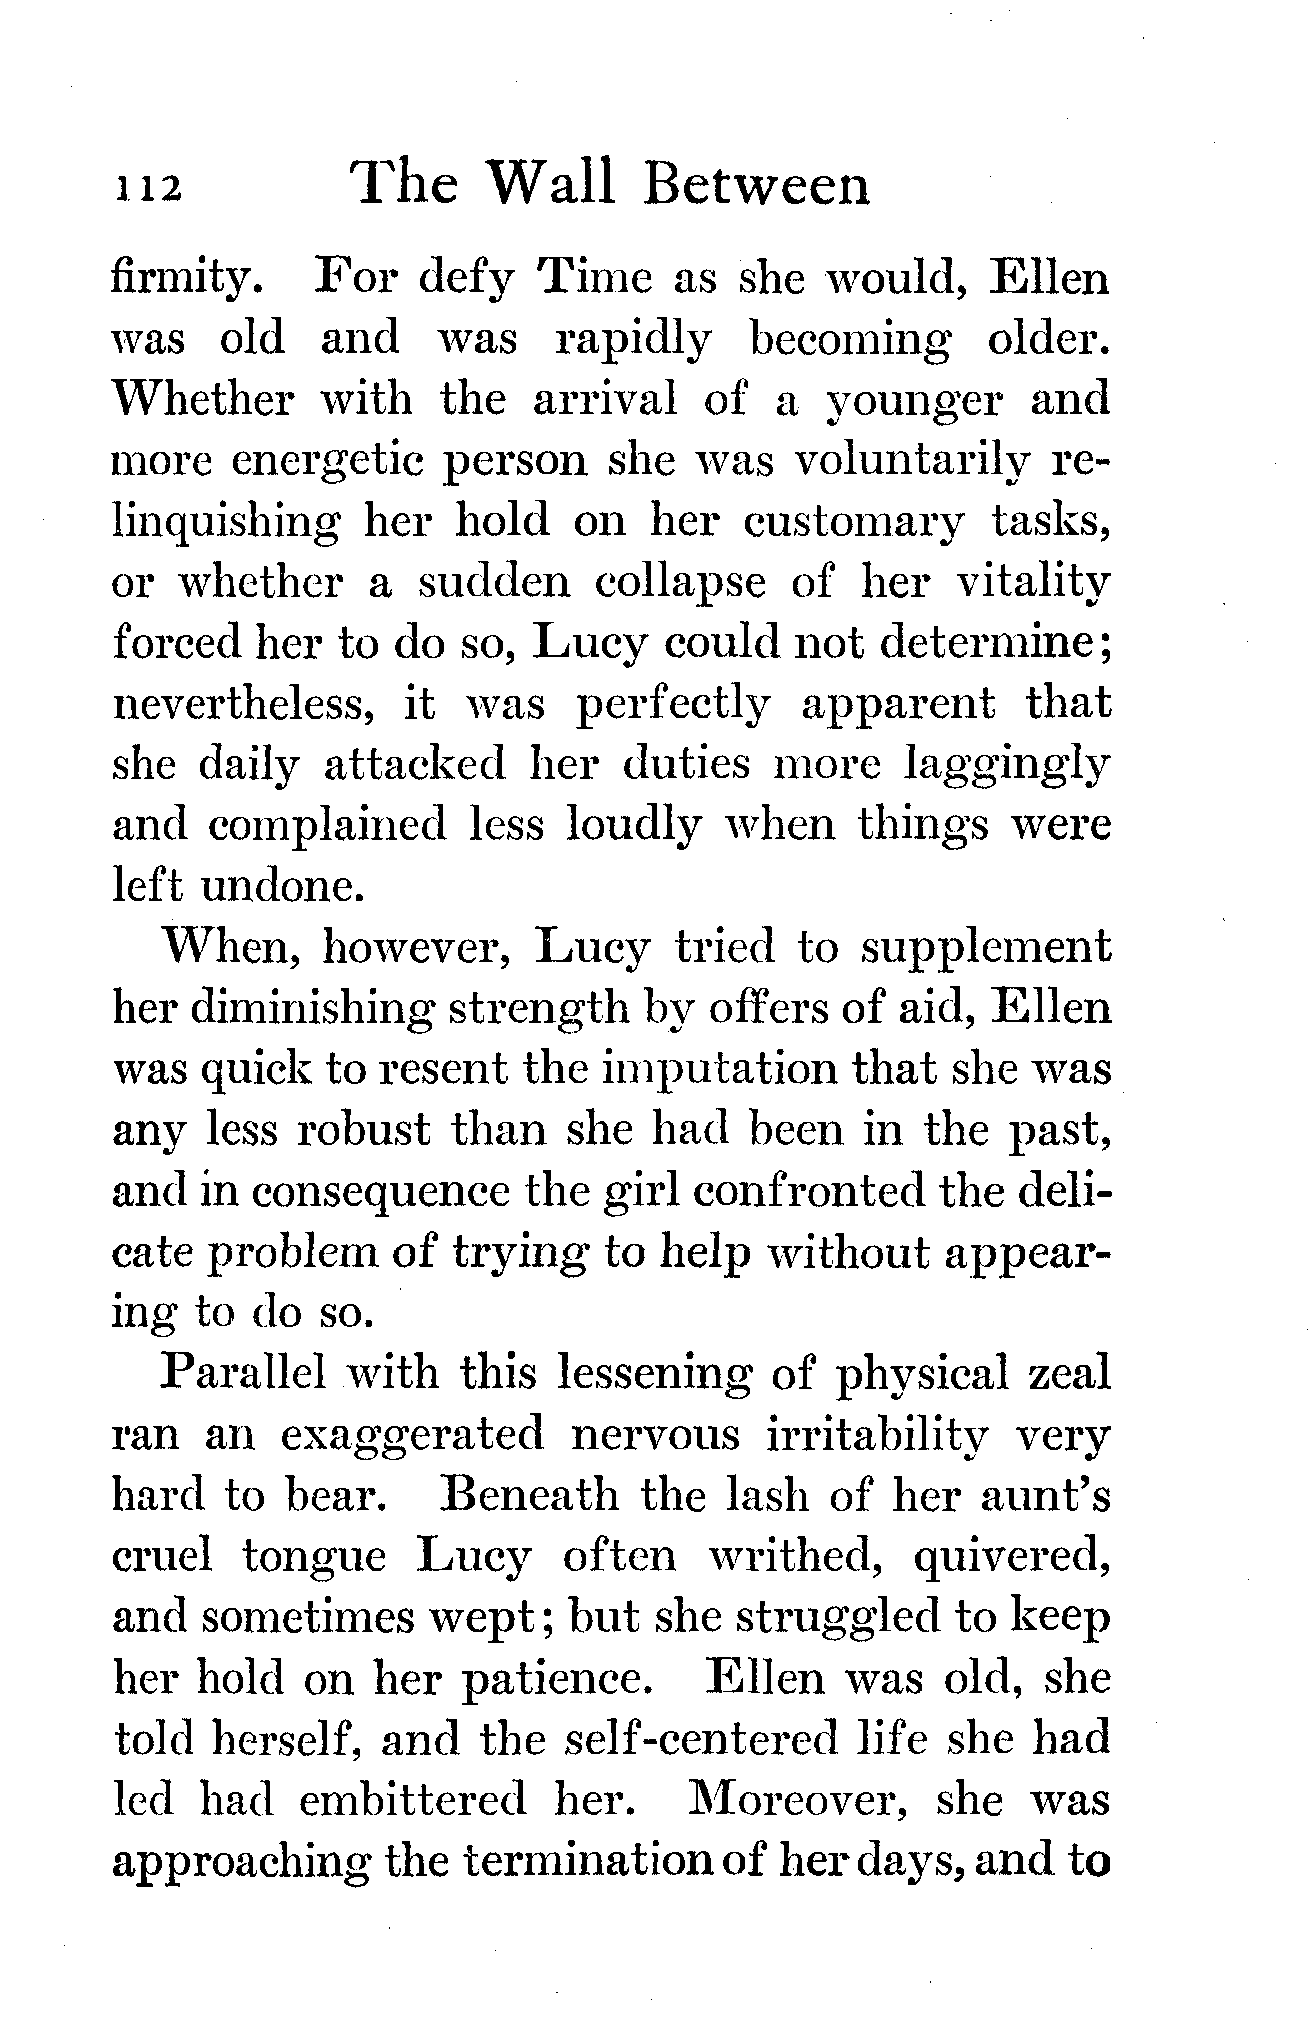 112 The Wall Between
firmity. For defy Time as she would, Ellen
was old and was rapidly becoming older.
Whether with the arrival of a younger and
more energetic person she was voluntarily re-
linquishing her hold on her customary tasks,
or whether a sudden collapse of her vitality
forced her to do so, Lucy could not determine;
nevertheless, it was perfectly apparent that
she daily attacked her duties more laggingly
and complained less loudly when things were
left undone.
When, however, Lucy tried to supplement
her diminishing strength by offers of aid, Ellen
was quick to resent the imputation that she was
any less robust than she had been in the past,
and in consequence the girl confronted the deli-
cate problem of trying to help without appear-
ing to do so.
Parallel with this lessening of physical zeal
ran an exaggerated nervous irritability very
hard to bear. Beneath the lash of her aunt's
cruel tongue Lucy often writhed, quivered,
and sometimes wept; but she struggled to keep
her hold on her patience. Ellen was old, she
told herself, and the self-centered life she had
led had embittered her. Moreover, she was
approaching the termination of her days, and to